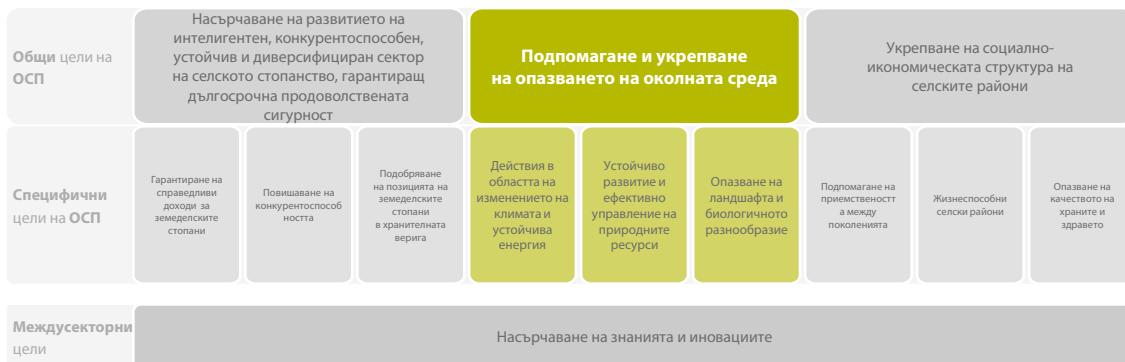 Общи цели на
ОСП
Насърчаване на развитието на
интелигентен, конкурентоспособен,
устойчив и диверсифициран сектор
на селското стопанство, гарантиращ
дългосрочна продоволствената
сигурност
Подпомагане и укрепване
на опазването на околната среда
Укрепване на социално-
икономическата структура на
селските райони
Специфични
цели на ОСП
Гарантиране на
справедливи
доходи за
земеделските
стопани
Повишаване на
конкурентоспособ
ността
Подобряване
на позицията на
земеделските
стопани
в хранителната
верига
Действия в
областта на
изменението на
климата и
устойчива
енергия
Устойчиво
развитие и
ефективно
управление на
природните
ресурси
Опазване на
ландшафта и
биологичното
разнообразие
Подпомагане на
приемственостт
а между
поколенията
Жизнеспособни
селски райони
Опазване на
качеството на
храните и
здравето
Междусекторни
цели
Насърчаване на знанията и иновациите